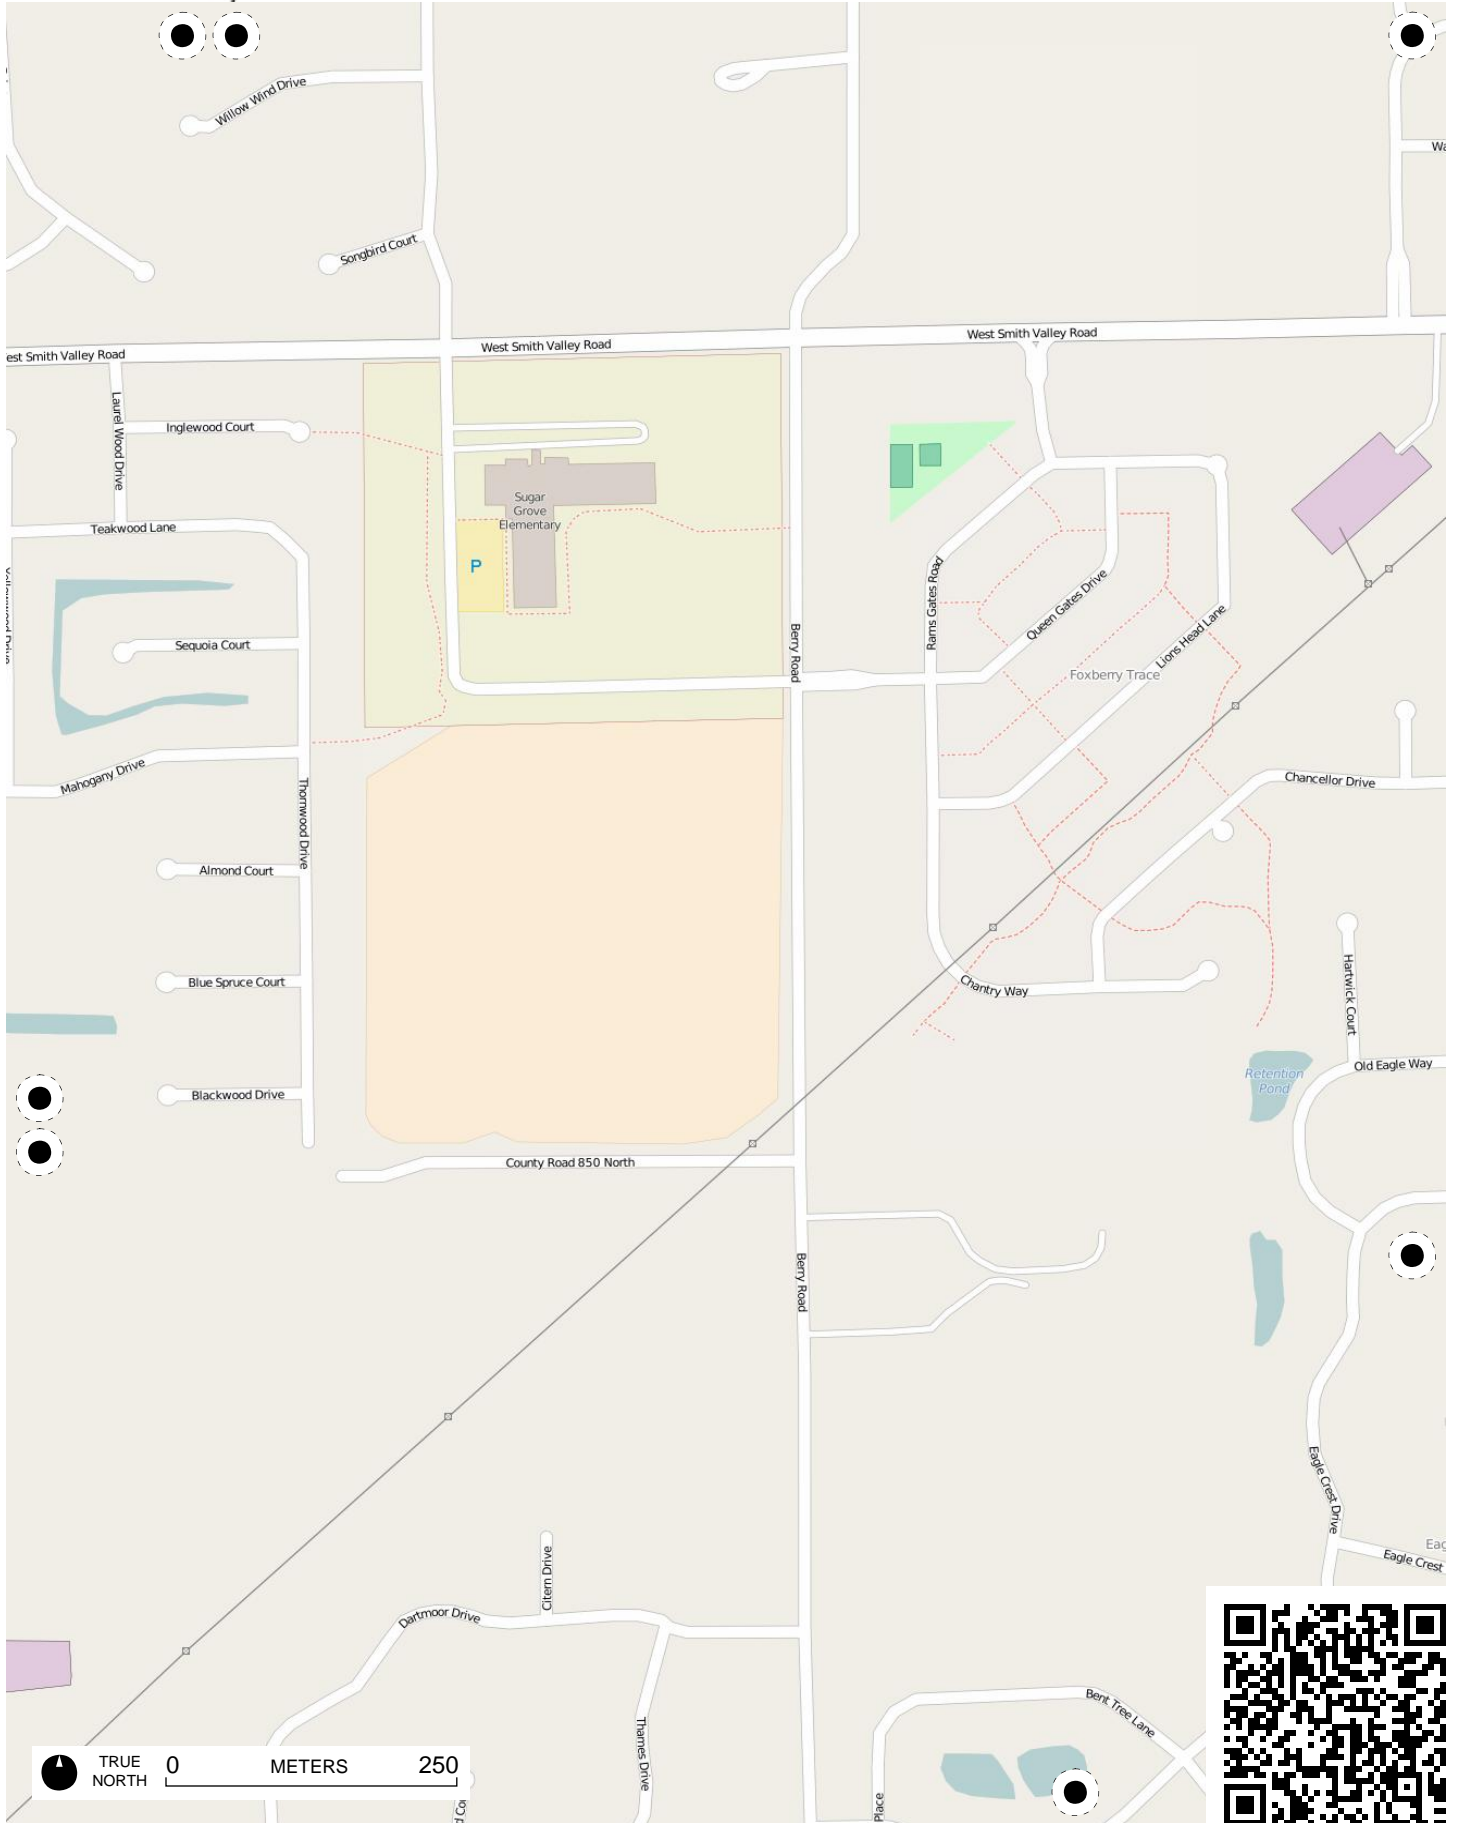 Willow Wind Drive
Wa
Songbird Court
West Smith Valley Road
West Smith Valley Road
est Smith Valley Road
Laurel Wood Drive
Inglewood Court
Sugar
Grove
Elementary
Teakwood Lane
P
Rams Gates Road
Queen Gates Drive
Lions Head Lane
Berry Road
Sequoia Court
Foxberry Trace
Mahogany Drive
Chancellor Drive
Thornwood Drive
Almond Court
Blue Spruce Court
Chantry Way
Hartwick Court
Old Eagle Way
Retention
Pond
Blackwood Drive
County Road 850 North
Berry Road
Eagle Crest Drive
Eag
Eagle Crest
Citern Drive
Dartmoor Drive
Bent Tree Lane
Thames Drive
Place
TRUE
NORTH
0 METERS 250